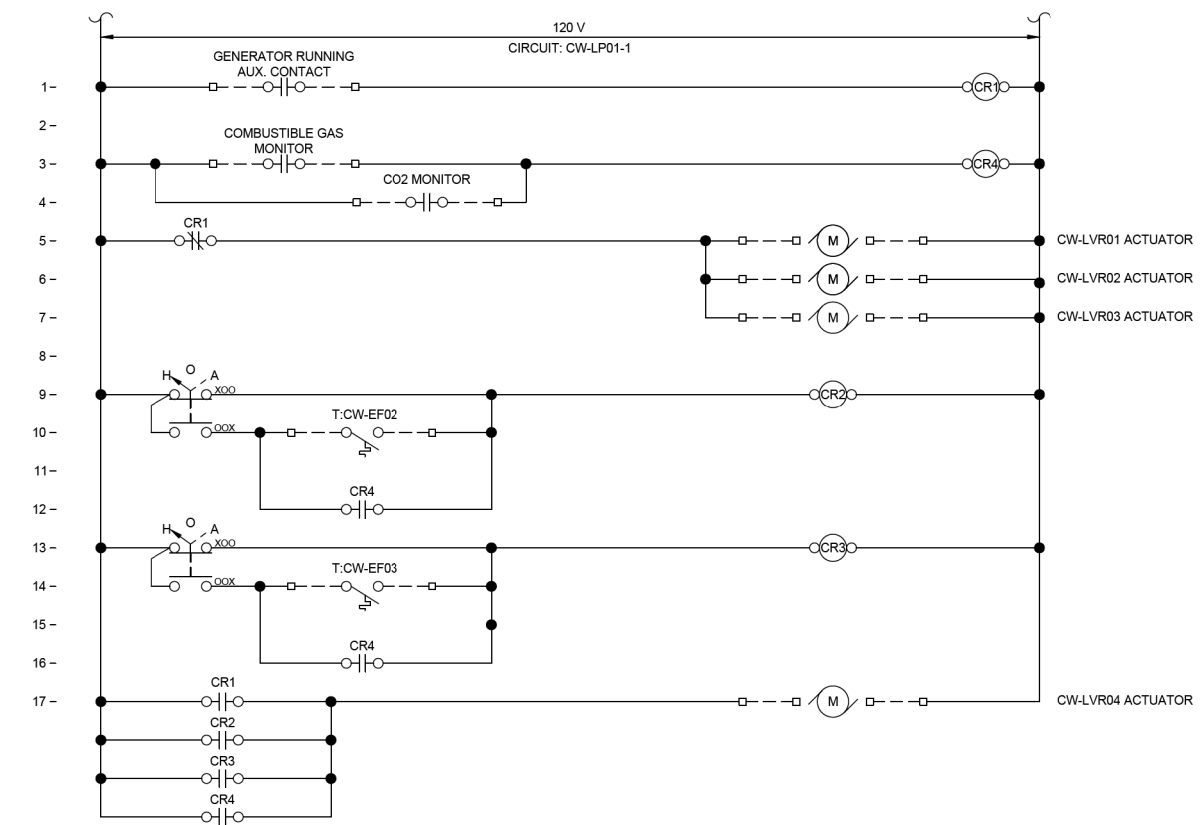 120 V
CIRCUIT: CW-LP01-1
GENERATOR RUNNING
AUX. CONTACT
1 –
CR1
2 –
COMBUSTIBLE GAS
MONITOR
3 –
CR4
CO2 MONITOR
4 –
CR1
5 –
M
CW-LVR01 ACTUATOR
6 –
M
CW-LVR02 ACTUATOR
7 –
M
CW-LVR03 ACTUATOR
8 –
H O A
9 –
XOO
CR2
T:CW-EF02
10 –
OOX
11 –
CR4
12 –
H O A
13 –
XOO
CR3
T:CW-EF03
14 –
OOX
15 –
CR4
16 –
CR1
17 –
M
CW-LVR04 ACTUATOR
CR2
CR3
CR4